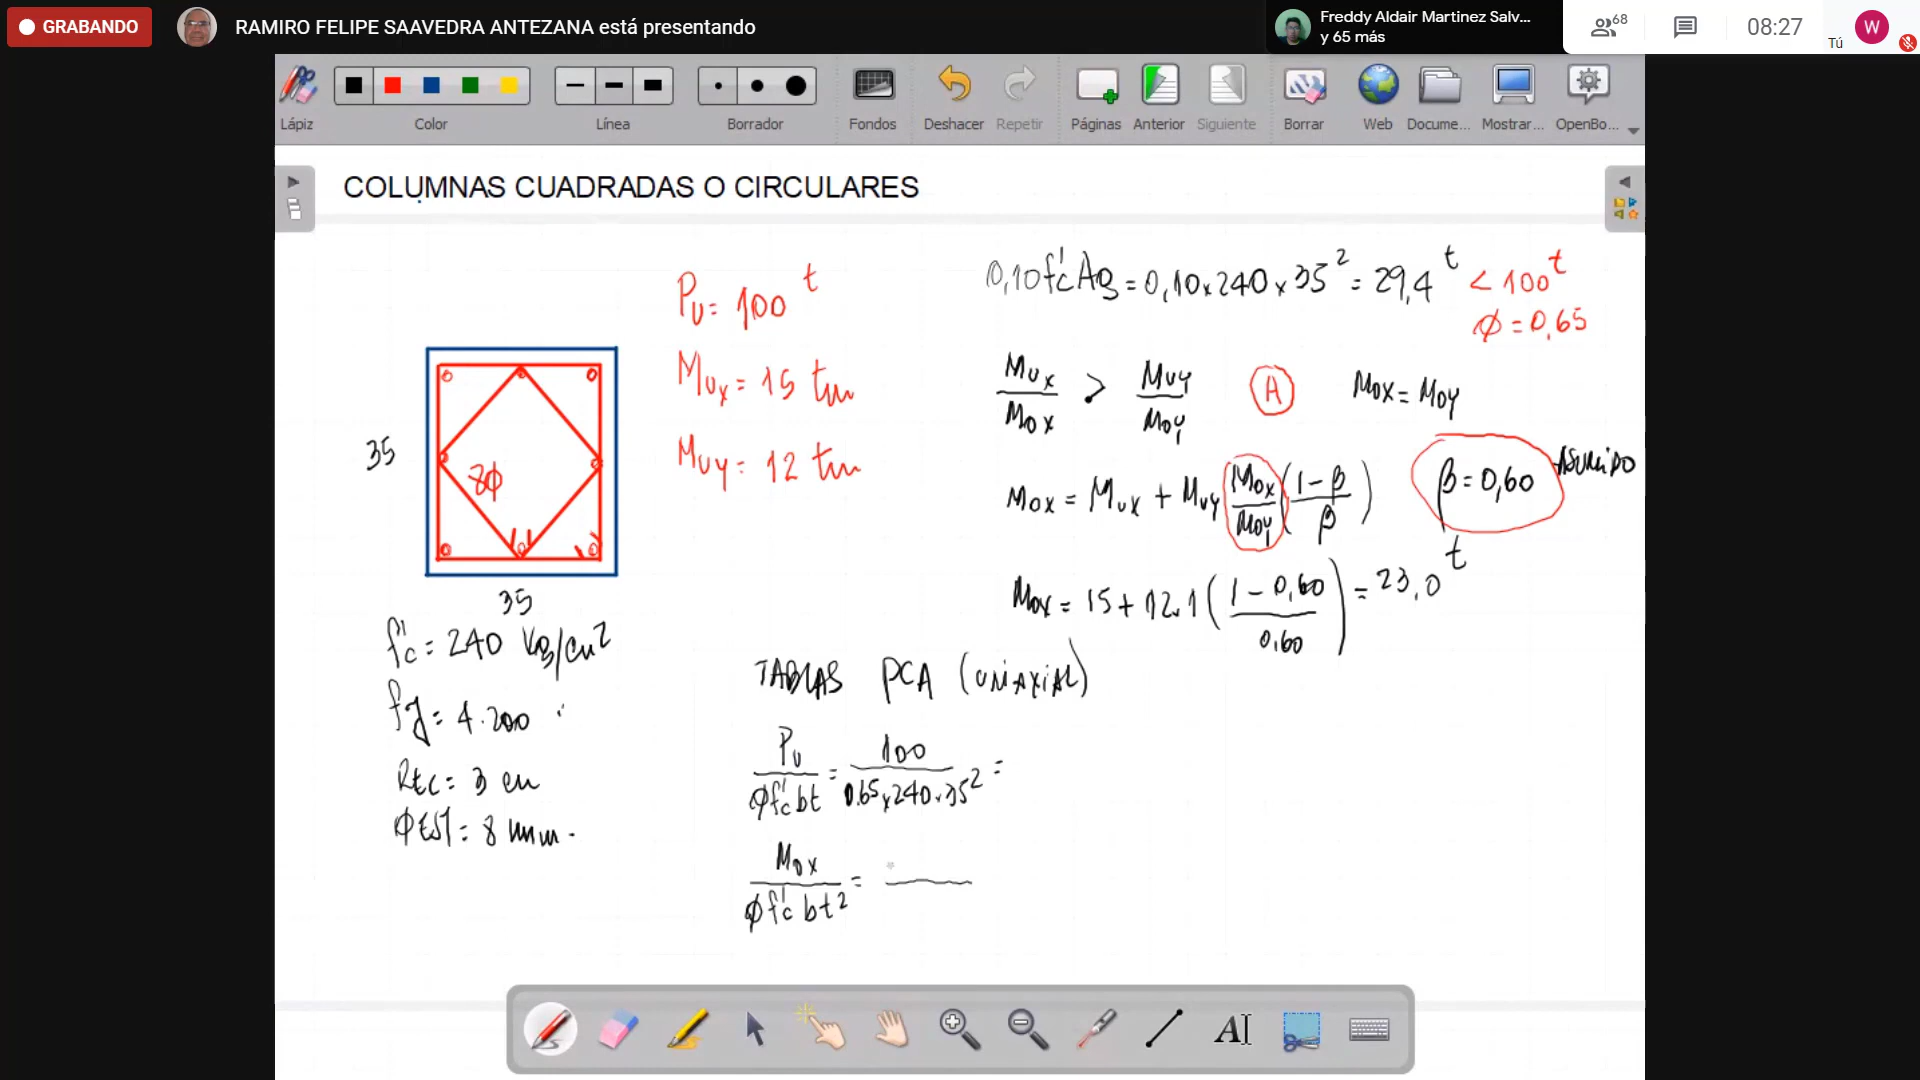 GRABANDO
RAMIRO FELIPE SAAVEDRA ANTEZANA está presentando
Freddy Aldair Martinez Salv...
y 65 más
68
08:27
Tú
W
Lápiz
Color
Línea
Borrador
Fondos
Deshacer
Repetir
Páginas
Anterior
Siguiente
Borrar
Web
Docume...
Mostrar...
OpenBo...
COLUMNAS CUADRADAS O CIRCULARES
35
8ϕ
35
f'c = 240 kg/cm2
fy = 4.200 "
Rec = 3 cm
ϕEST = 8 mm.
Pu = 100 t
Mux = 15 tm
Muy = 12 tm
0,10f'cAg = 0,10x240x35² = 29,4 t < 100 t
ϕ = 0,65
Mux/Mox > Muy/Moy (A) Mox = Moy
Mox = Mux + Muy Mox/Moy (1-β/β) β = 0,60 ASUMIDO
Mox = 15 + 12.1 (1-0,60/0,60) = 23,0 t
TABLAS PCA (UNIAXIAL)
Pu/ϕf'c bt = 100/0.65x240x35² =
Mox/ϕf'c bt² =
AI